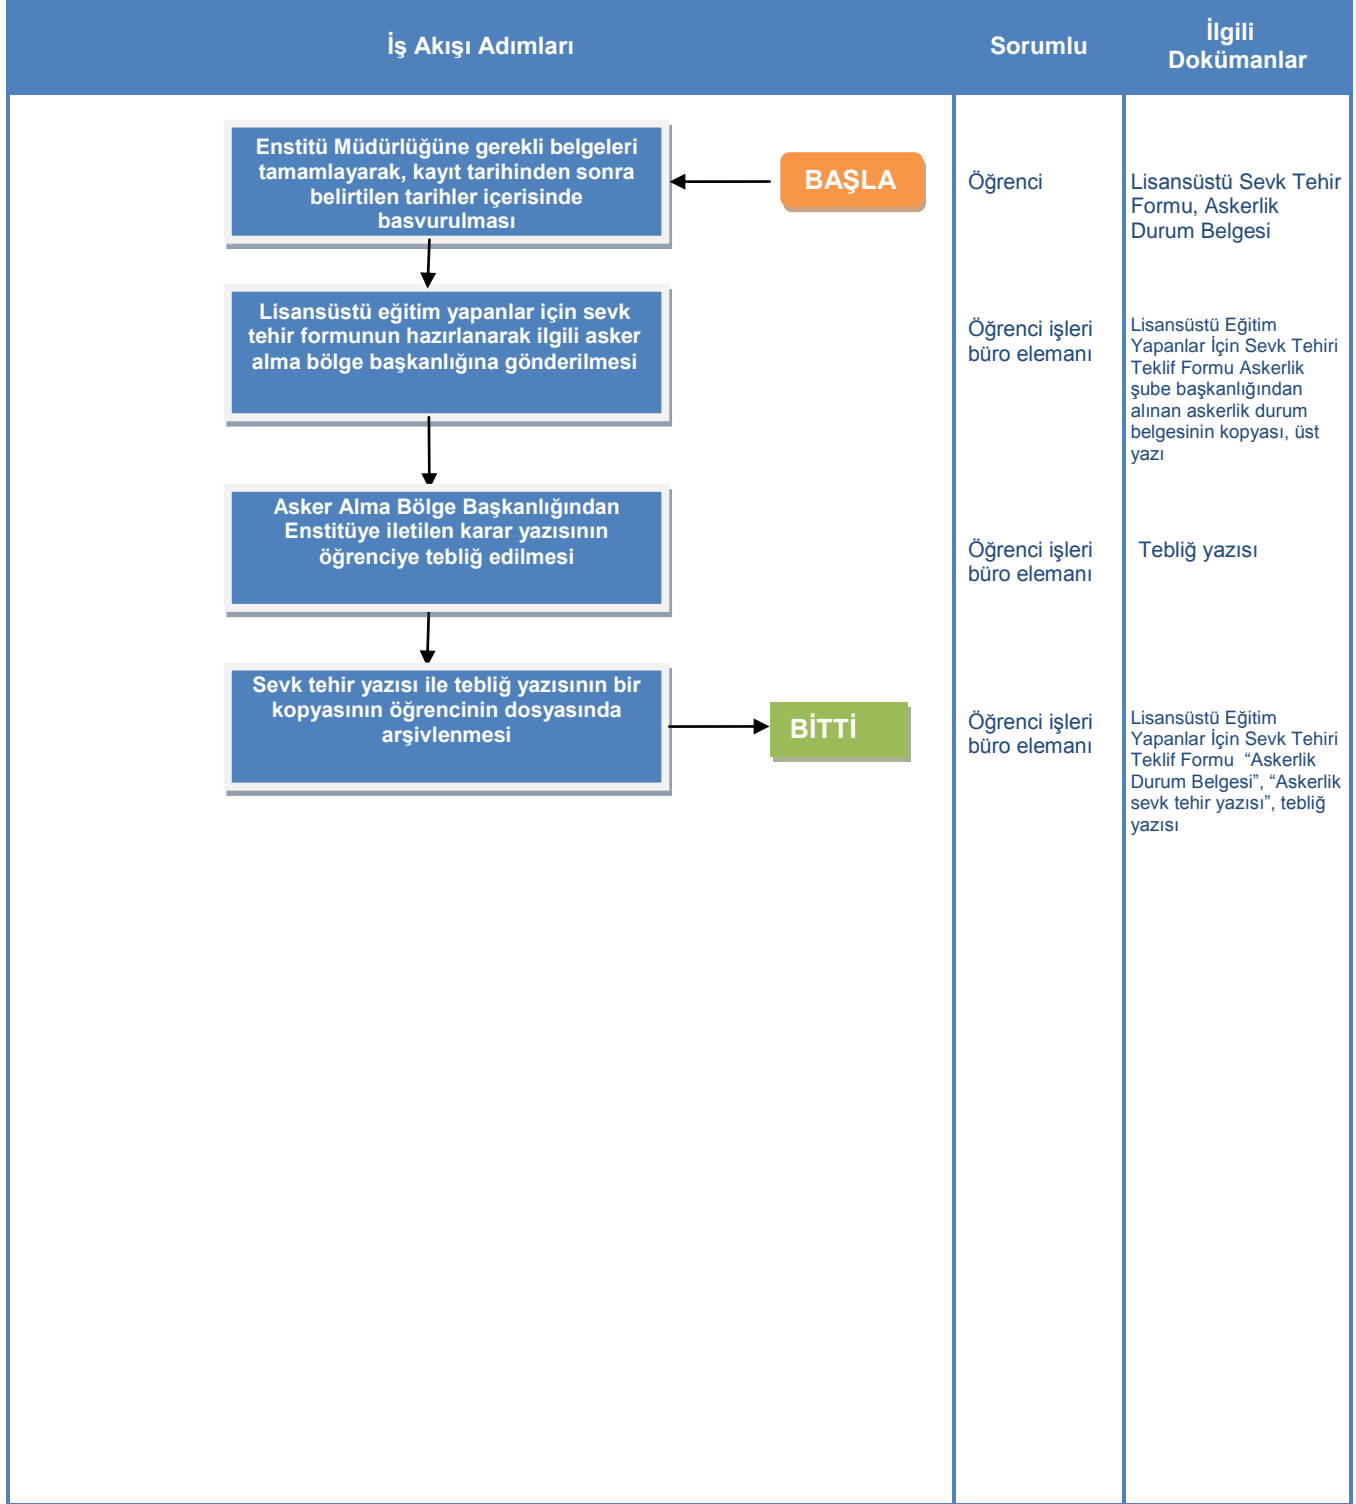 İş Akışı Adımları
Sorumlu
İlgili
Dokümanlar
Enstitü Müdürlüğüne gerekli belgeleri
tamamlayarak, kayıt tarihinden sonra
belirtilen tarihler içerisinde
basvurulması
BAŞLA
Öğrenci
Lisansüstü Sevk Tehir
Formu, Askerlik
Durum Belgesi
Lisansüstü eğitim yapanlar için sevk
tehir formunun hazırlanarak ilgili asker
alma bölge başkanlığına gönderilmesi
Öğrenci işleri
büro elemanı
Lisansüstü Eğitim
Yapanlar İçin Sevk Tehiri
Teklif Formu Askerlik
şube başkanlığından
alınan askerlik durum
belgesinin kopyası, üst
yazı
Asker Alma Bölge Başkanlığından
Enstitüye iletilen karar yazısının
öğrenciye tebliğ edilmesi
Öğrenci işleri
büro elemanı
Tebliğ yazısı
Sevk tehir yazısı ile tebliğ yazısının bir
kopyasının öğrencinin dosyasında
arşivlenmesi
BİTTİ
Öğrenci işleri
büro elemanı
Lisansüstü Eğitim
Yapanlar İçin Sevk Tehiri
Teklif Formu “Askerlik
Durum Belgesi”, “Askerlik
sevk tehir yazısı”, tebliğ
yazısı